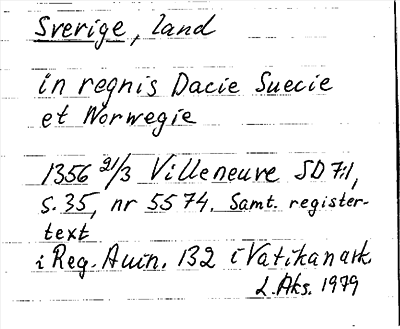 Sverige, land
in regnis Dacie Suecie
et Norwegie
1356 21/3 Villeneuve SD 7:1,
s. 35, nr 5574. Samt. register-
text
i Reg. Avin. 132 i Vatikanark.
L. Aks. 1979